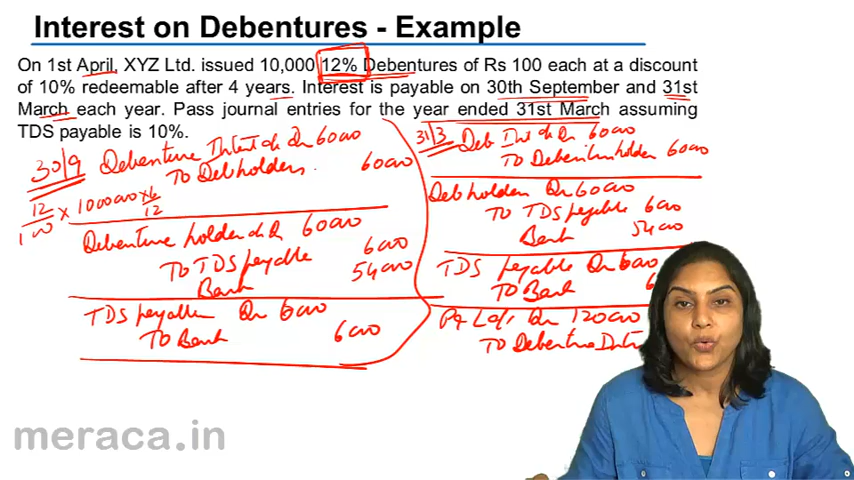 Interest on Debentures - Example
On 1st April, XYZ Ltd. issued 10,000 12% Debentures of Rs 100 each at a discount
of 10% redeemable after 4 years. Interest is payable on 30th September and 31st
March each year. Pass journal entries for the year ended 31st March assuming
TDS payable is 10%.
30/9 Debenture Interest a/c Dr 60000
To Debholders 60000
12/100 x 1000000 x 6/12
Debenture holder a/c Dr 60000
To TDS payable 6000
Bank 54000
TDS payable Dr 6000
To Bank 6000
31/3 Deb Int a/c Dr 60000
To Debentureholder 60000
Debholder Dr 60000
To TDS payable 6000
Bank 54000
TDS payable Dr 6000
To Bank 6
P&L a/c Dr 120000
To Debenture Inter
meraca.in